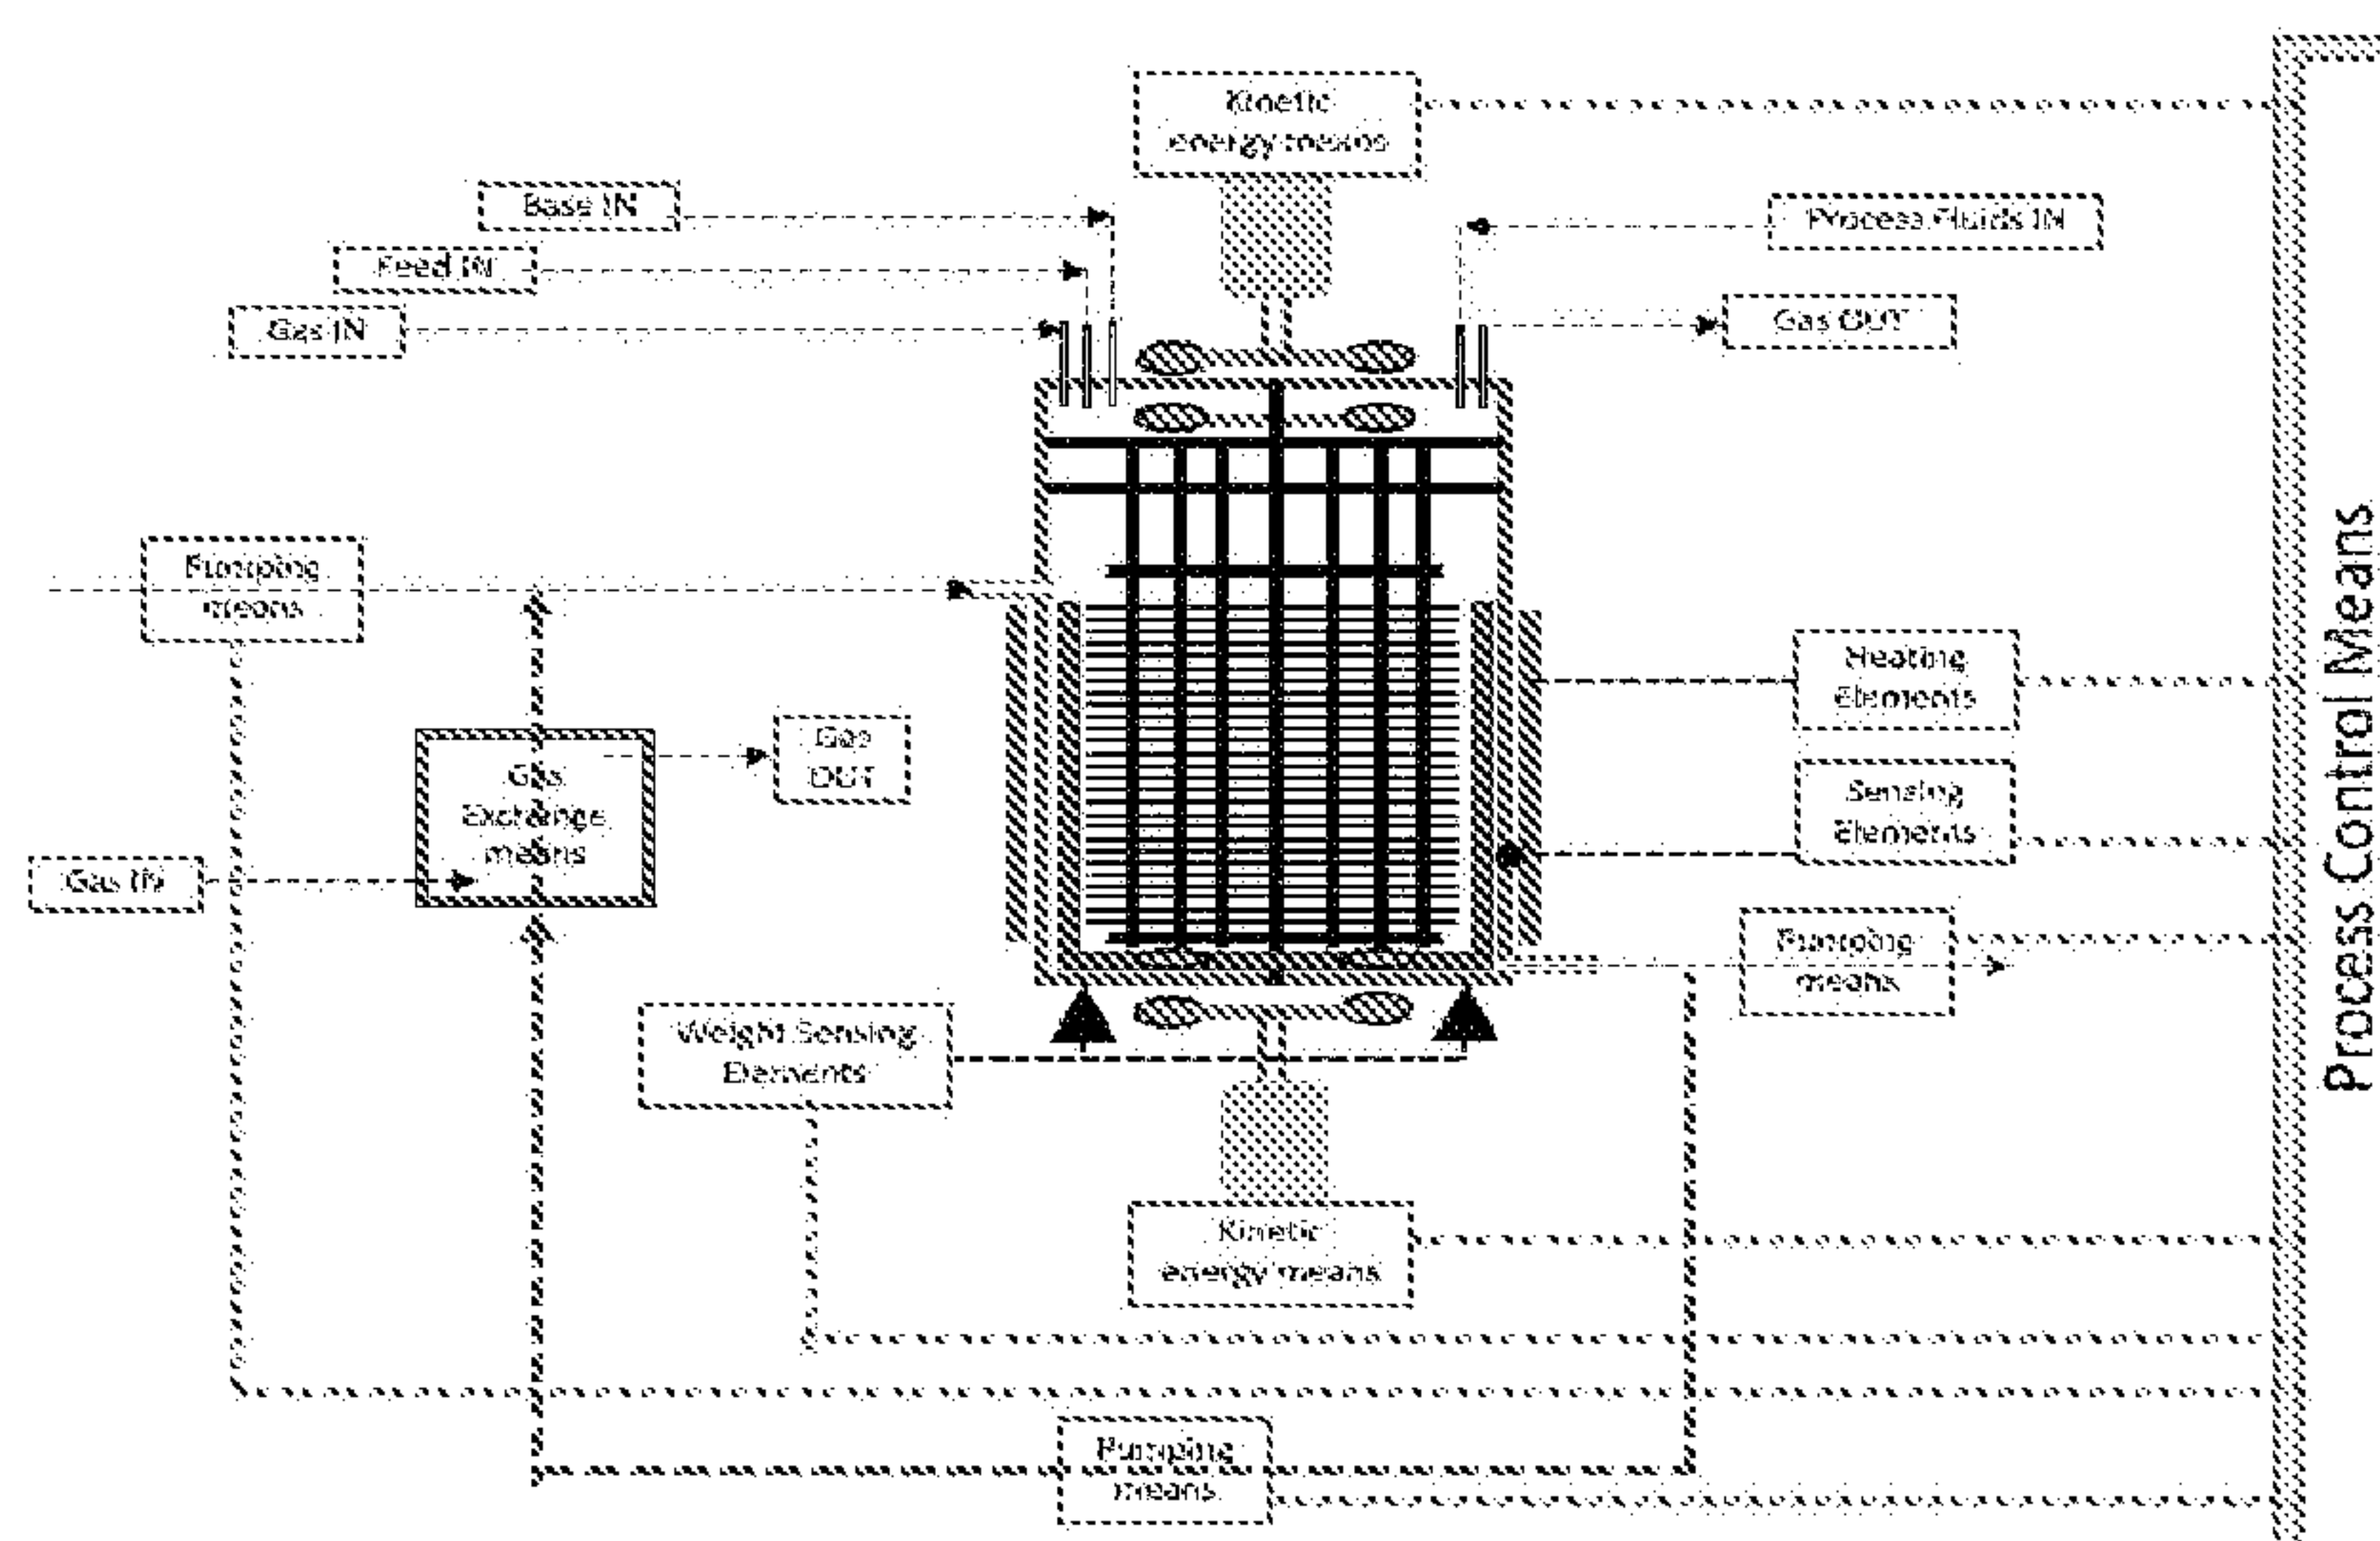 Kinetic
energy means
Base IN
Process Fluids IN
Feed IN
Gas IN
Gas OUT
Pumping
means
Heating
Elements
Gas
OUT
Gas
Exchange
means
Sensing
Elements
Gas IN
Pumping
means
Weight Sensing
Elements
Kinetic
energy means
Pumping
means
Process Control Means